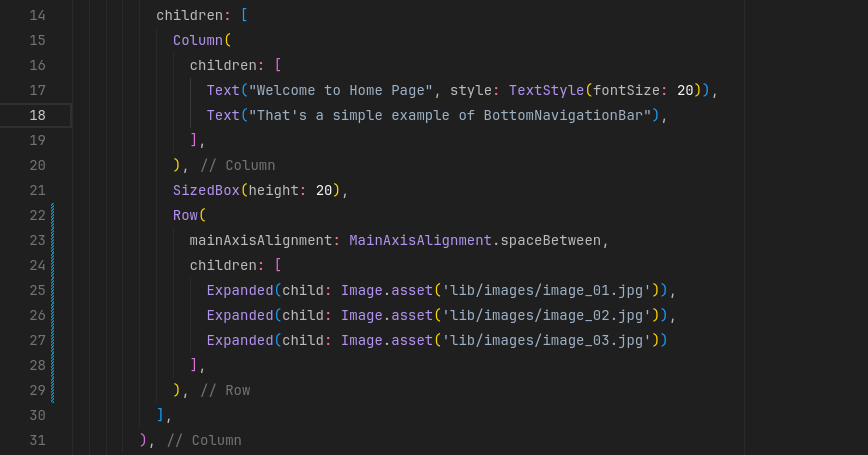 14 children: [
15 Column(
16 children: [
17 Text("Welcome to Home Page", style: TextStyle(fontSize: 20)),
18 Text("That's a simple example of BottomNavigationBar"),
19 ],
20 ), // Column
21 SizedBox(height: 20),
22 Row(
23 mainAxisAlignment: MainAxisAlignment.spaceBetween,
24 children: [
25 Expanded(child: Image.asset('lib/images/image_01.jpg')),
26 Expanded(child: Image.asset('lib/images/image_02.jpg')),
27 Expanded(child: Image.asset('lib/images/image_03.jpg'))
28 ],
29 ), // Row
30 ],
31 ), // Column